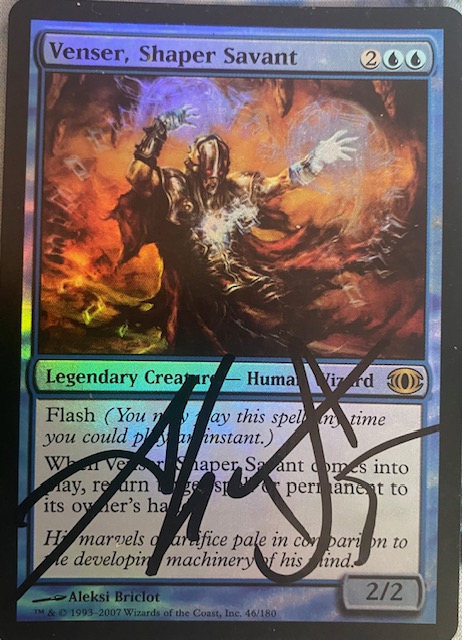 Venser, Shaper Savant 2
Legendary Creature — Human Wizard
Flash (You may play this spell any time
you could play an instant.)
When Venser, Shaper Savant comes into
play, return target spell or permanent to
its owner's hand.
His marvels of artifice pale in comparison to
the developing machinery of his mind.
Aleksi Briclot
2/2
™ & © 1993–2007 Wizards of the Coast, Inc. 46/180